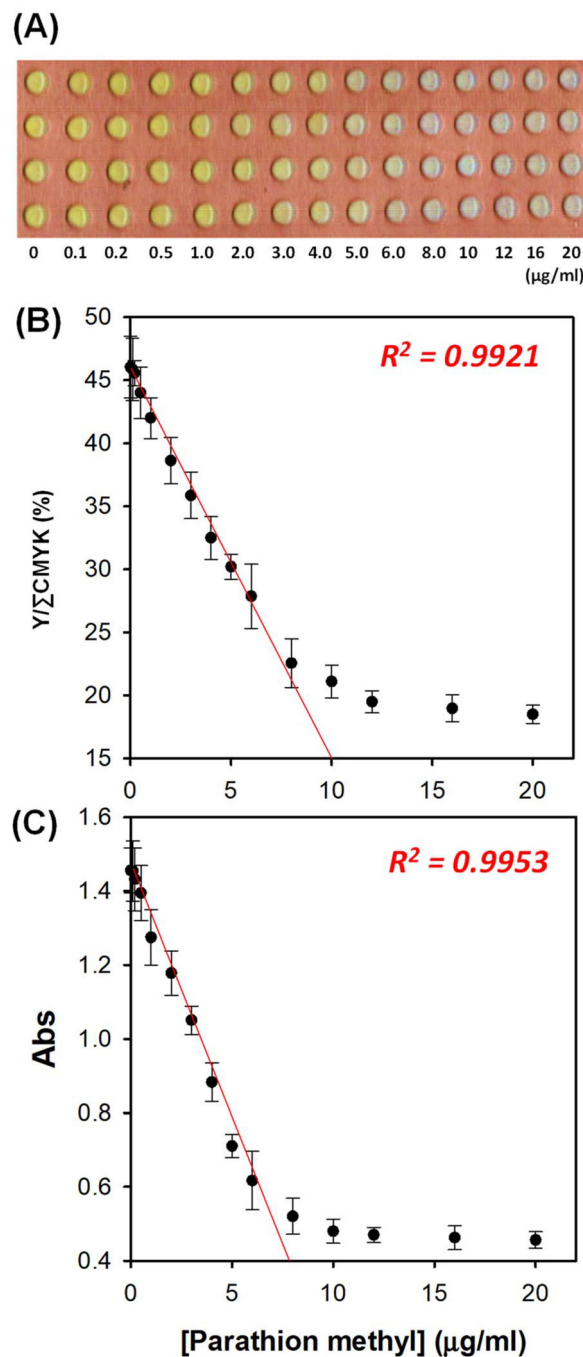 (A)
0 0.1 0.2 0.5 1.0 2.0 3.0 4.0 5.0 6.0 8.0 10 12 16 20
(μg/ml)
(B)
R² = 0.9921
Y/∑CMYK (%)
50
45
40
35
30
25
20
15
0 5 10 15 20
(C)
R² = 0.9953
Abs
1.6
1.4
1.2
1.0
0.8
0.6
0.4
0 5 10 15 20
[Parathion methyl] (μg/ml)